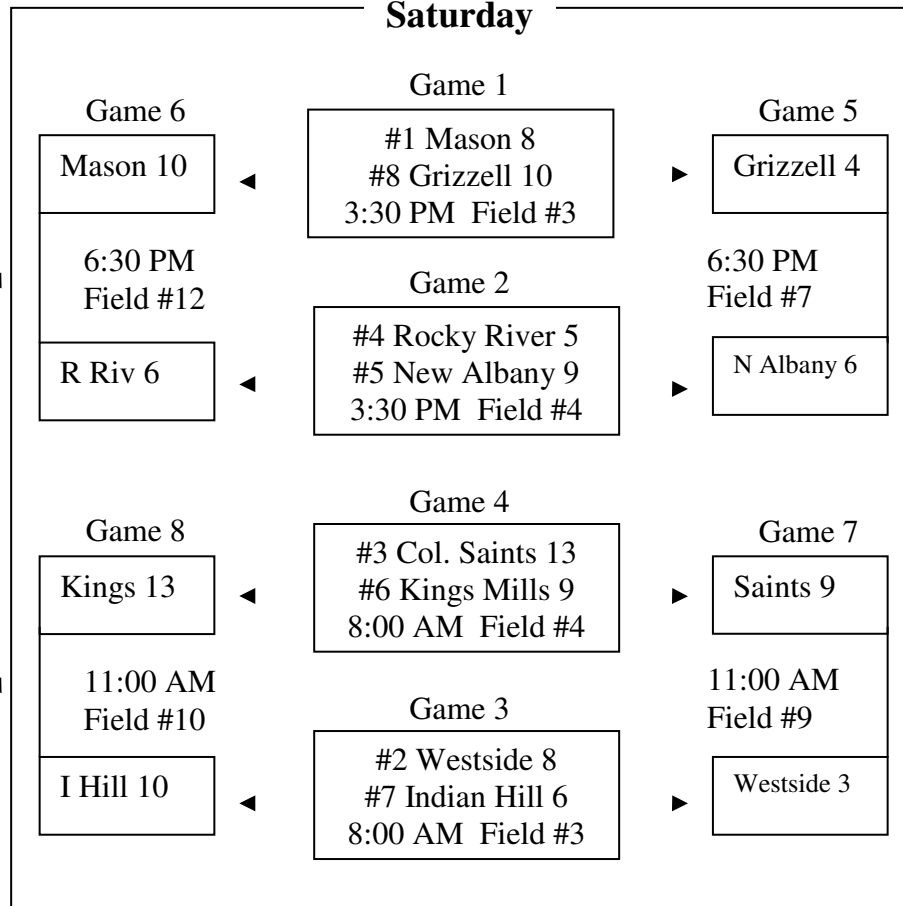 Saturday
Game 1
Game 6
Game 5
#1 Mason 8
#8 Grizzell 10
3:30 PM Field #3
Mason 10
Grizzell 4
6:30 PM
Field #12
6:30 PM
Field #7
Game 2
#4 Rocky River 5
#5 New Albany 9
3:30 PM Field #4
R Riv 6
N Albany 6
Game 4
Game 8
Game 7
#3 Col. Saints 13
#6 Kings Mills 9
8:00 AM Field #4
Kings 13
Saints 9
11:00 AM
Field #10
11:00 AM
Field #9
Game 3
#2 Westside 8
#7 Indian Hill 6
8:00 AM Field #3
I Hill 10
Westside 3